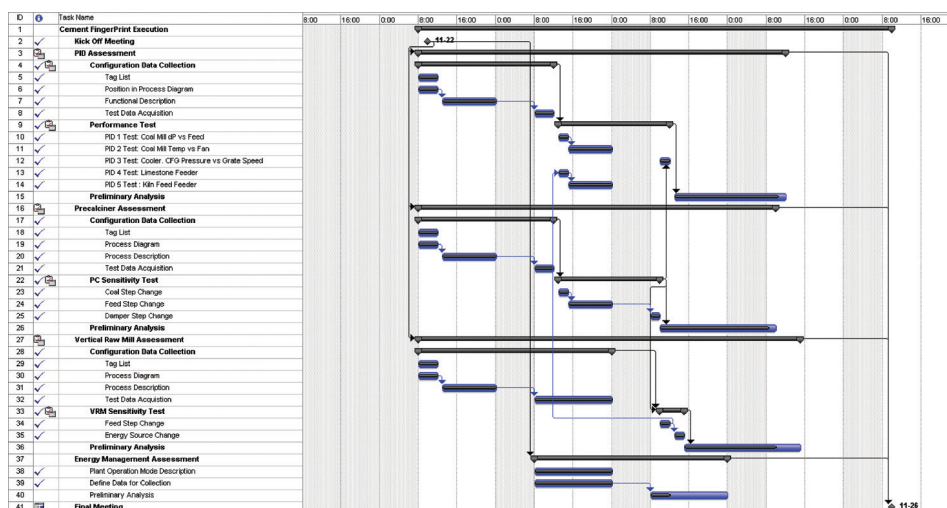 ID Task Name 8:00 16:00 0:00 8:00 16:00 0:00 8:00 16:00 0:00 8:00 16:00 0:00 8:00 16:00 0:00 8:00 16:00
1 Cement FingerPrint Execution
2 Kick Off Meeting 11-22
3 PID Assessment
4 Configuration Data Collection
5 Tag List
6 Position in Process Diagram
7 Functional Description
8 Test Data Acquisition
9 Performance Test
10 PID 1 Test: Coal Mill dP vs Feed
11 PID 2 Test: Coal Mill Temp vs Fan
12 PID 3 Test: Cooler. CFG Pressure vs Grate Speed
13 PID 4 Test: Limestone Feeder
14 PID 5 Test : Kiln Feed Feeder
15 Preliminary Analysis
16 Precalciner Assessment
17 Configuration Data Collection
18 Tag List
19 Process Diagram
20 Process Description
21 Test Data Acquisition
22 PC Sensitivity Test
23 Coal Step Change
24 Feed Step Change
25 Damper Step Change
26 Preliminary Analysis
27 Vertical Raw Mill Assessment
28 Configuration Data Collection
29 Tag List
30 Process Diagram
31 Process Description
32 Test Data Acquistion
33 VRM Sensitivity Test
34 Feed Step Change
35 Energy Source Change
36 Preliminary Analysis
37 Energy Management Assessment
38 Plant Operation Mode Description
39 Define Data for Collection
40 Preliminary Analysis
41 Final Meeting 11-26